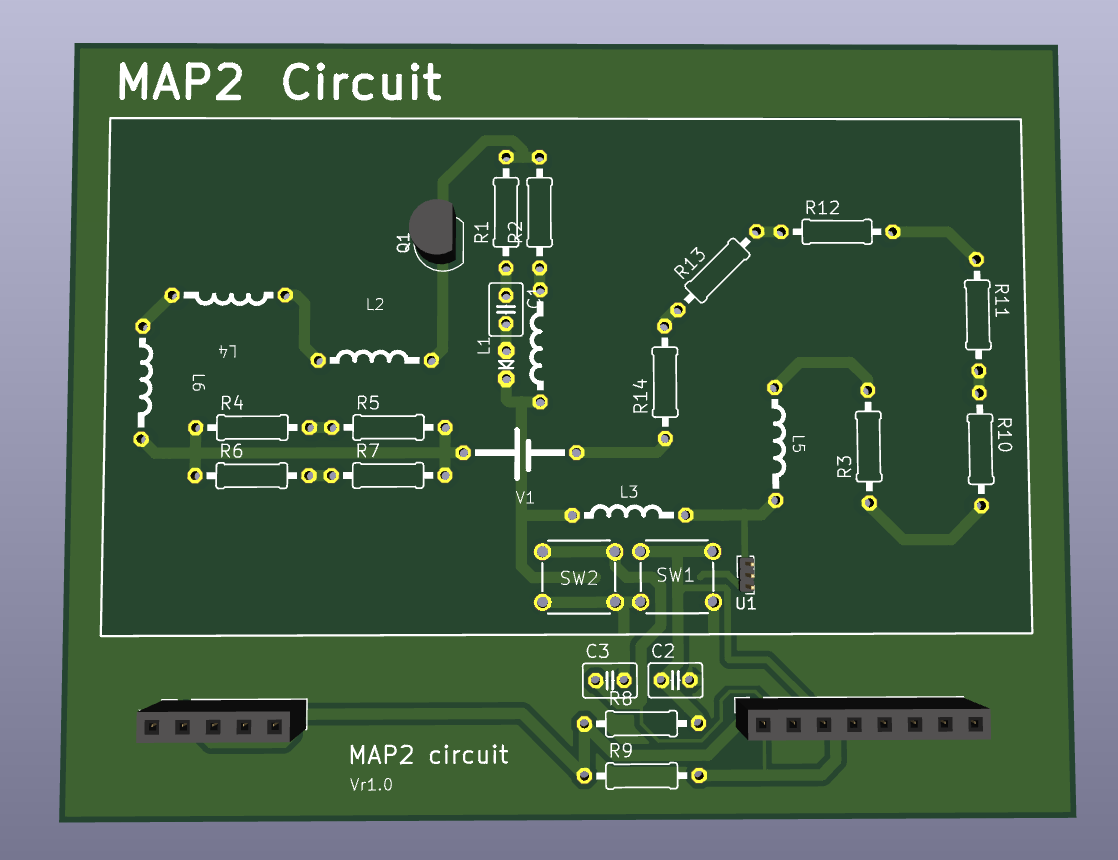 MAP2 Circuit
R12
R1
R2
Q1
R13
R11
C1
L2
L4
L1
L6
R14
R4
R5
L5
R3
R10
R6
R7
V1
L3
SW2
SW1
U1
C3
C2
R8
R9
MAP2 circuit
Vr1.0